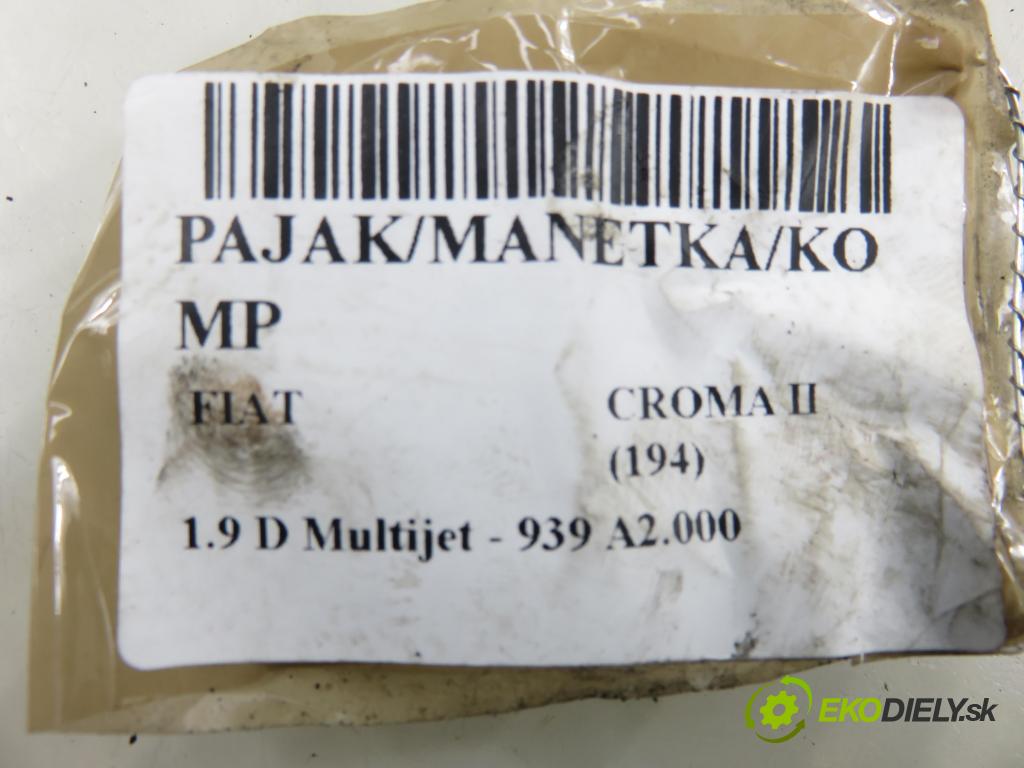 PAJAK/MANETKA/KO
MP
FIAT CROMA II
(194)
1.9 D Multijet - 939 A2.000
EKODIELY.sk